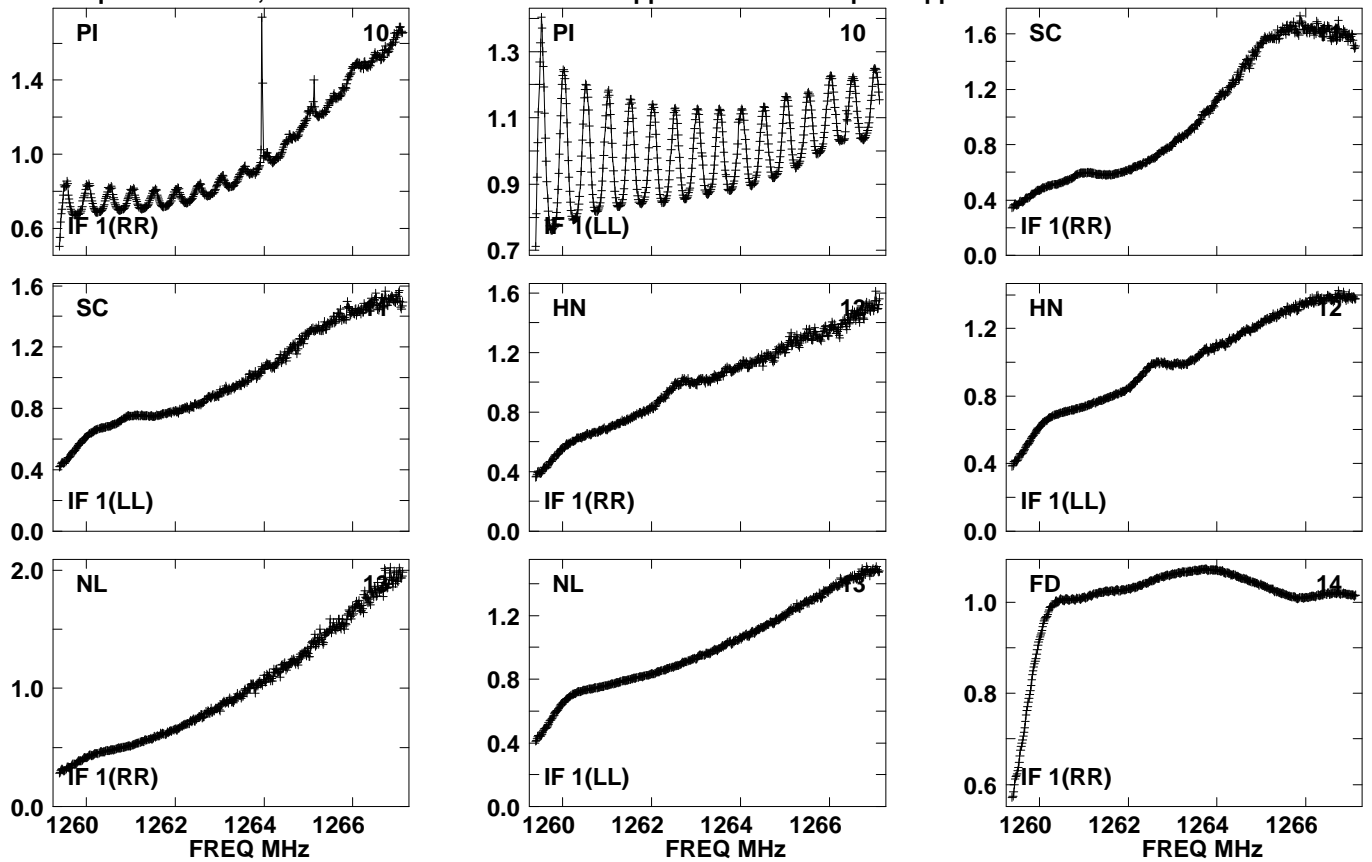 PI 10
1.4
1.0
0.6
IF 1(RR)
PI 10
1.3
1.1
0.9
0.7
IF 1(LL)
SC
1.6
1.2
0.8
0.4
0.0
IF 1(RR)
SC
1.6
1.2
0.8
0.4
0.0
IF 1(LL)
HN
1.6
1.2
0.8
0.4
0.0
IF 1(RR)
HN 12
1.2
0.8
0.4
0.0
IF 1(LL)
NL
2.0
1.0
0.0
IF 1(RR)
1260 1262 1264 1266
FREQ MHz
NL 13
1.2
0.8
0.4
0.0
IF 1(LL)
1260 1262 1264 1266
FREQ MHz
FD 14
1.0
0.8
0.6
IF 1(RR)
1260 1262 1264 1266
FREQ MHz